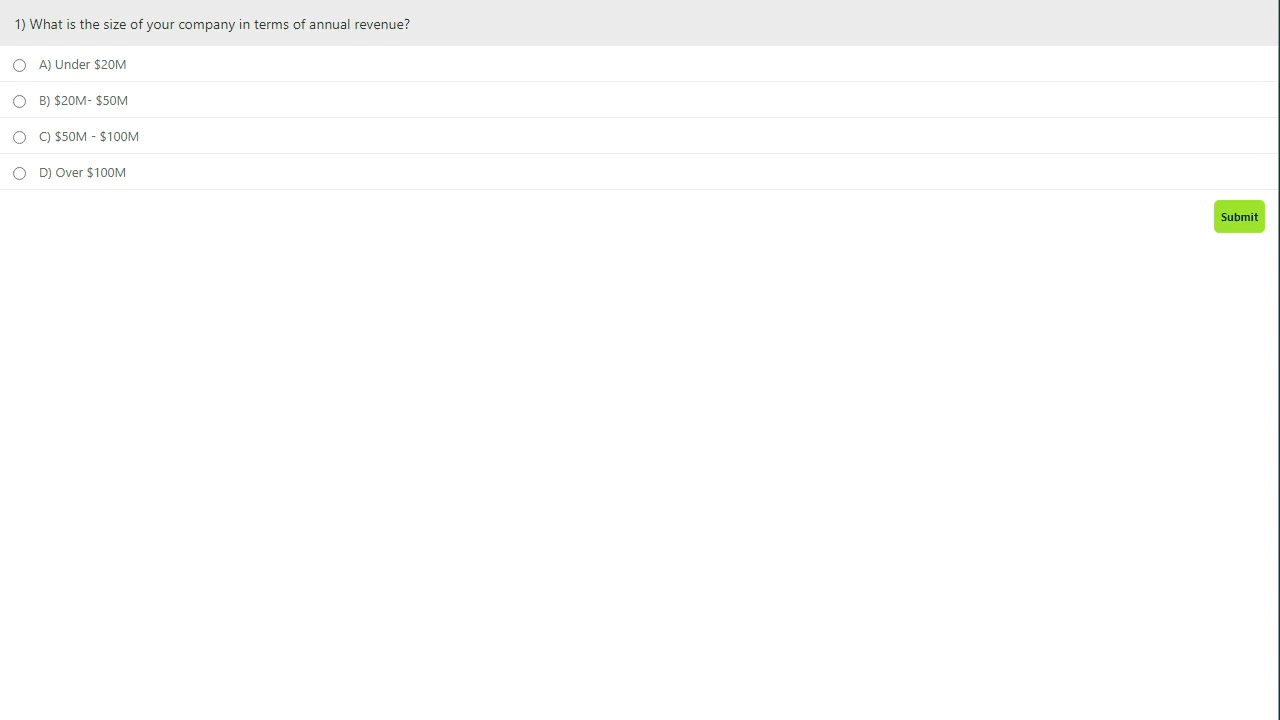 1) What is the size of your company in terms of annual revenue?
A) Under $20M
B) $20M- $50M
C) $50M - $100M
D) Over $100M
Submit